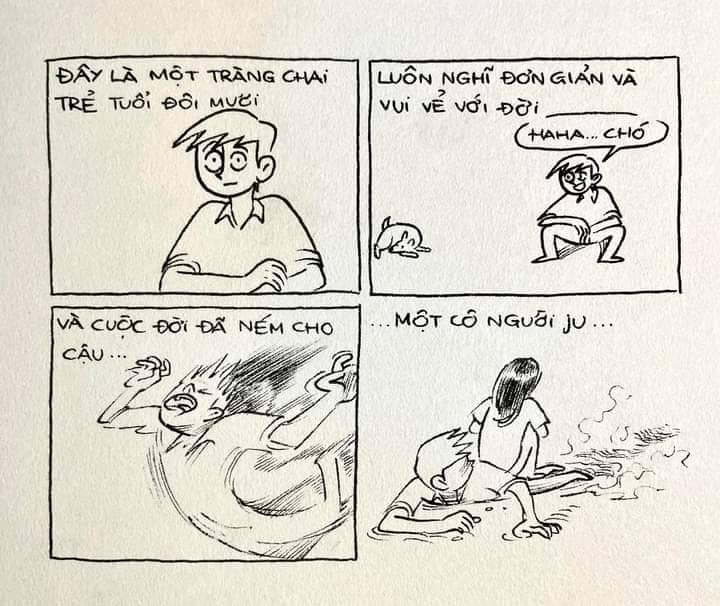 ĐÂY LÀ MỘT TRÀNG CHAI
TRẺ TUỔI ĐÔI MƯƠI
LUÔN NGHĨ ĐƠN GIẢN VÀ
VUI VẺ VỚI ĐỜI
HAHA... CHÓ
VÀ CUỘC ĐỜI ĐÃ NÉM CHO
CẬU...
...MỘT CÔ NGƯỜI JU...